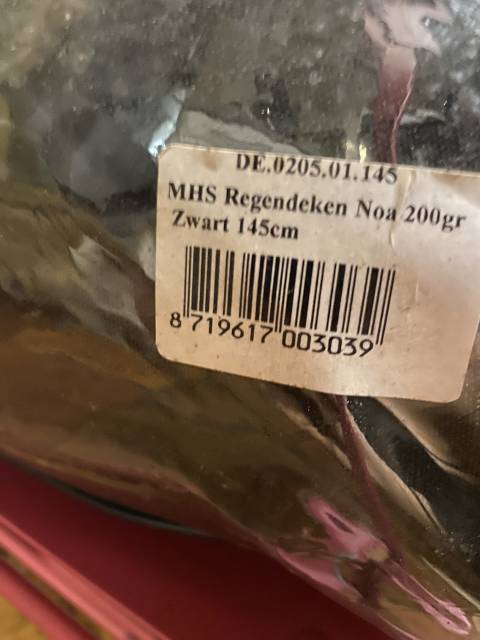 DE.0205.01.145
MHS Regendeken Noa 200gr
Zwart 145cm
8 719617 003039